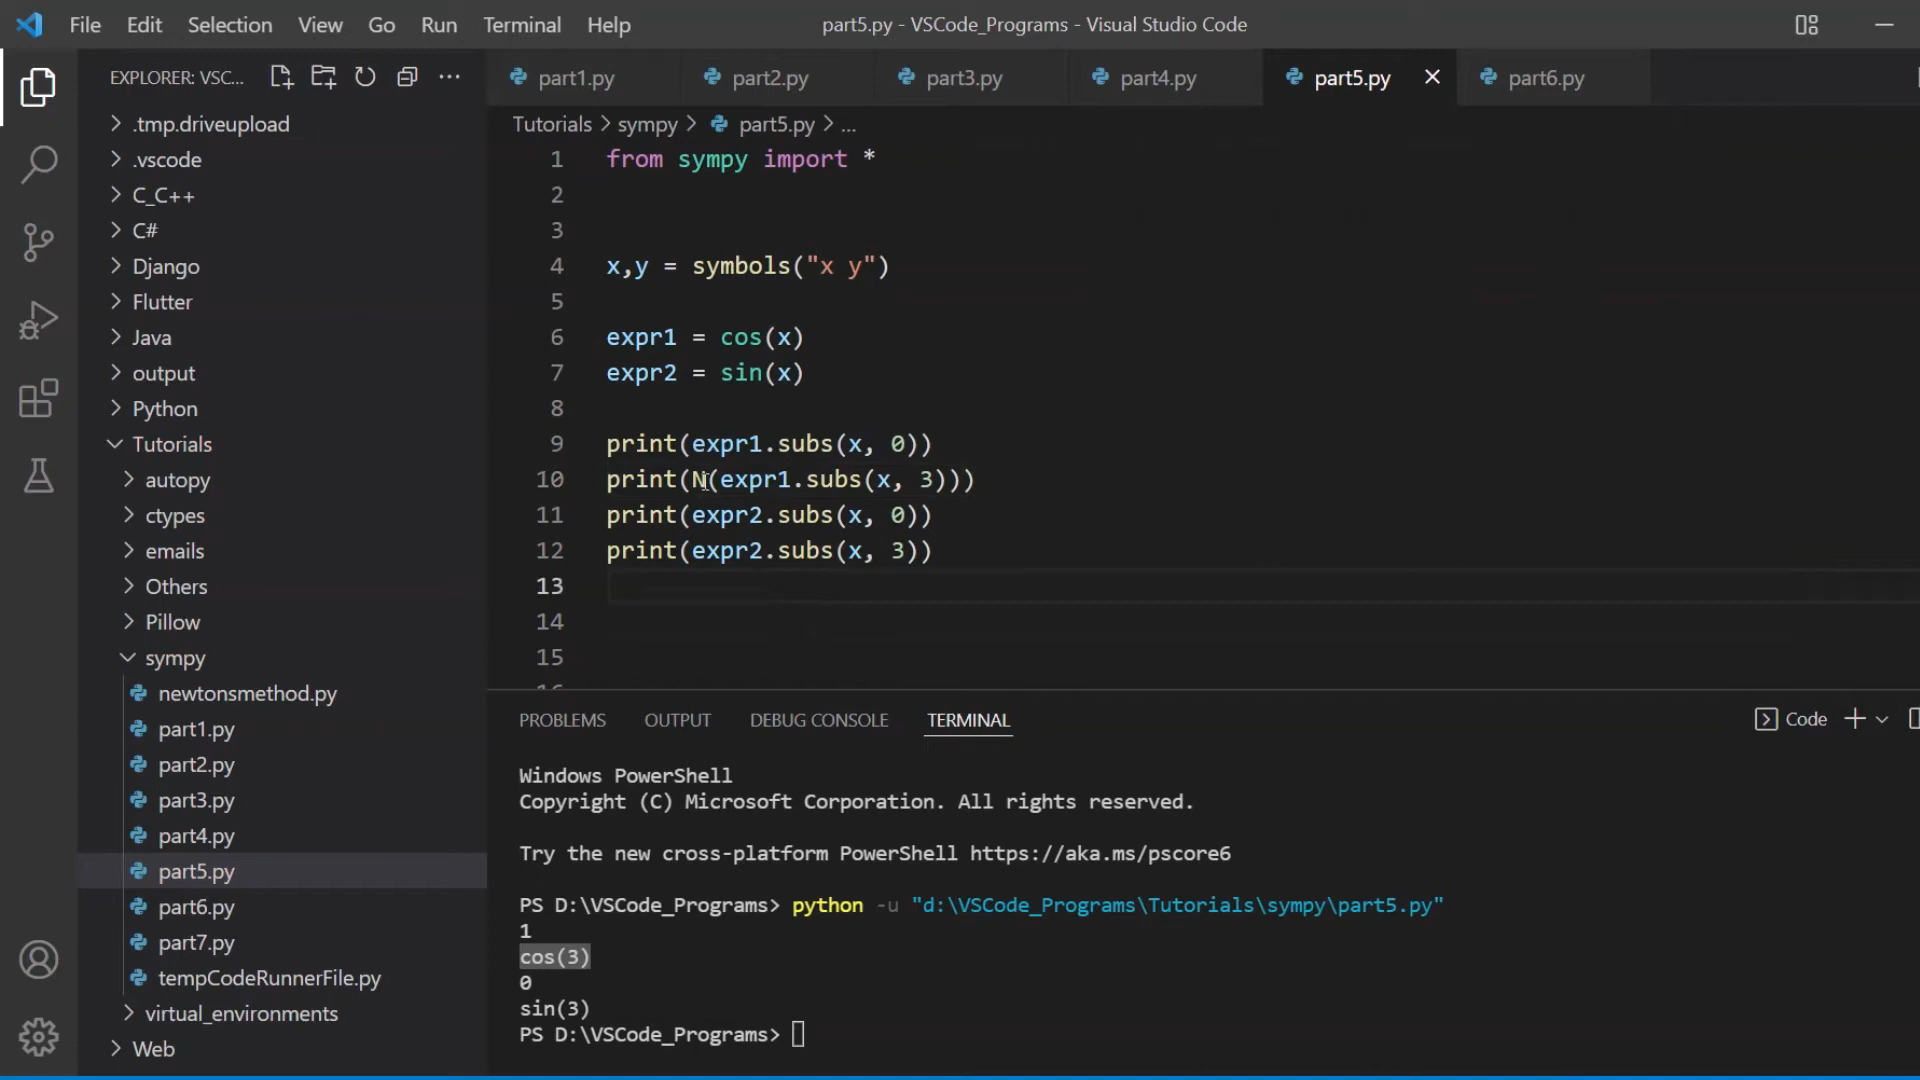 File Edit Selection View Go Run Terminal Help
part5.py - VSCode_Programs - Visual Studio Code
EXPLORER: VSC...
.tmp.driveupload
.vscode
C_C++
C#
Django
Flutter
Java
output
Python
Tutorials
autopy
ctypes
emails
Others
Pillow
sympy
newtonsmethod.py
part1.py
part2.py
part3.py
part4.py
part5.py
part6.py
part7.py
tempCodeRunnerFile.py
virtual_environments
Web
part1.py part2.py part3.py part4.py part5.py part6.py
Tutorials > sympy > part5.py > ...
1 from sympy import *
2
3
4 x,y = symbols("x y")
5
6 expr1 = cos(x)
7 expr2 = sin(x)
8
9 print(expr1.subs(x, 0))
10 print(N(expr1.subs(x, 3)))
11 print(expr2.subs(x, 0))
12 print(expr2.subs(x, 3))
13
14
15
PROBLEMS OUTPUT DEBUG CONSOLE TERMINAL
Code
Windows PowerShell
Copyright (C) Microsoft Corporation. All rights reserved.
Try the new cross-platform PowerShell https://aka.ms/pscore6
PS D:\VSCode_Programs> python -u "d:\VSCode_Programs\Tutorials\sympy\part5.py"
1
cos(3)
0
sin(3)
PS D:\VSCode_Programs>